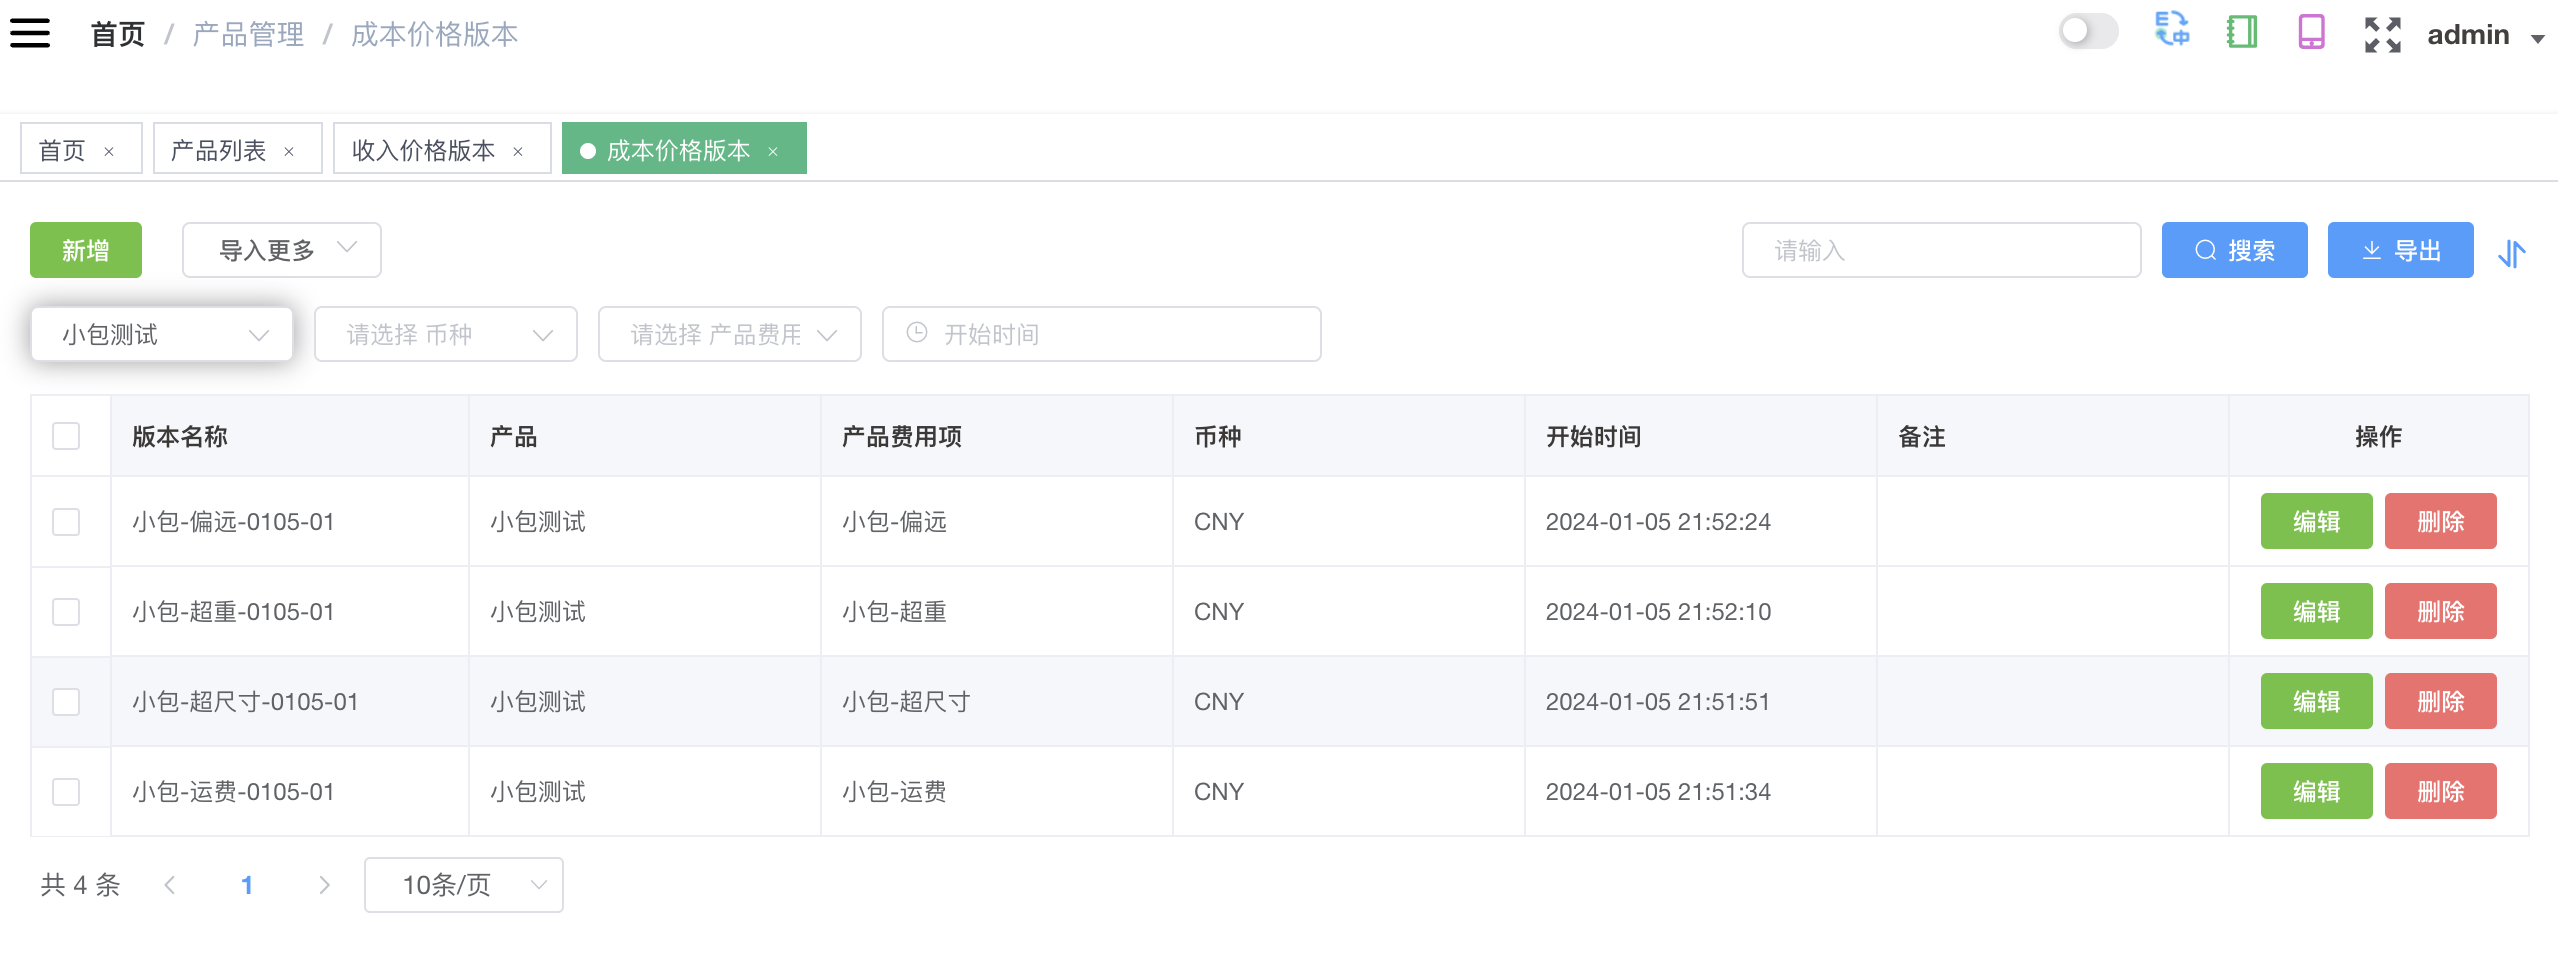 首页 / 产品管理 / 成本价格版本
admin
首页 × 产品列表 × 收入价格版本 × 成本价格版本 ×
新增 导入更多 请输入 搜索 导出
小包测试 请选择 币种 请选择 产品费用 开始时间
版本名称 产品 产品费用项 币种 开始时间 备注 操作
小包-偏远-0105-01 小包测试 小包-偏远 CNY 2024-01-05 21:52:24 编辑 删除
小包-超重-0105-01 小包测试 小包-超重 CNY 2024-01-05 21:52:10 编辑 删除
小包-超尺寸-0105-01 小包测试 小包-超尺寸 CNY 2024-01-05 21:51:51 编辑 删除
小包-运费-0105-01 小包测试 小包-运费 CNY 2024-01-05 21:51:34 编辑 删除
共 4 条 1 10条/页